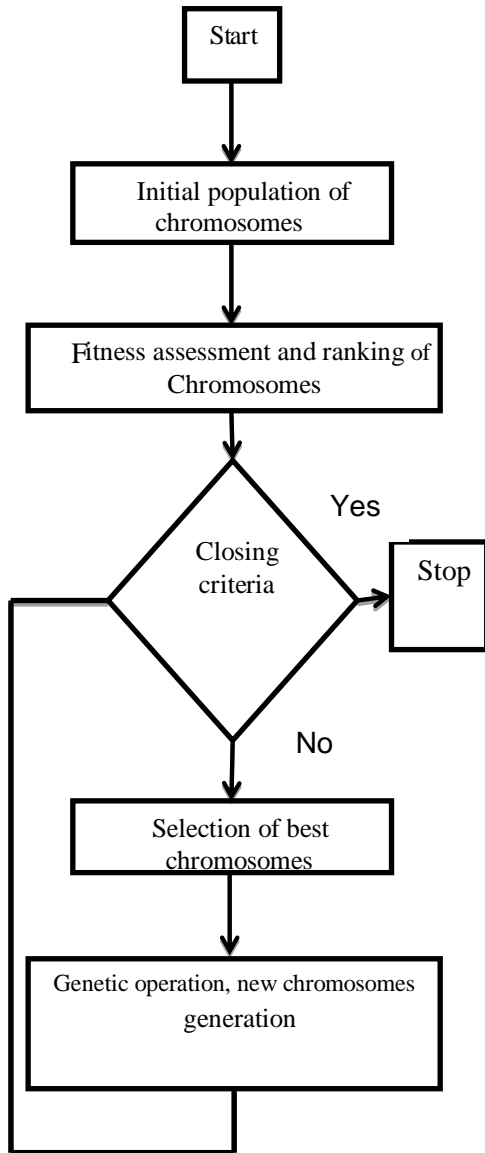 Start
Initial population of
chromosomes
Fitness assessment and ranking of
Chromosomes
Yes
Closing
criteria
Stop
No
Selection of best
chromosomes
Genetic operation, new chromosomes
generation